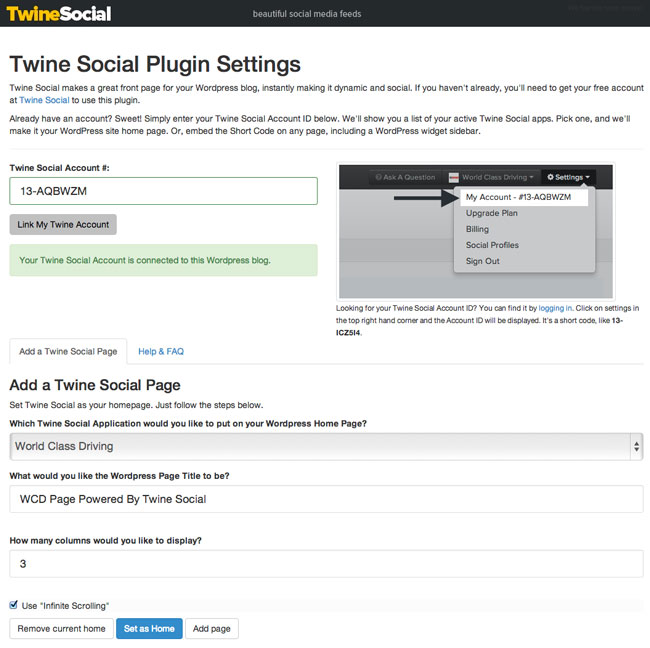 TwineSocial
beautiful social media feeds
Twine Social Plugin Settings
Twine Social makes a great front page for your Wordpress blog, instantly making it dynamic and social. If you haven't already, you'll need to get your free account
at Twine Social to use this plugin.
Already have an account? Sweet! Simply enter your Twine Social Account ID below. We'll show you a list of your active Twine Social apps. Pick one, and we'll
make it your WordPress site home page. Or, embed the Short Code on any page, including a WordPress widget sidebar.
Twine Social Account #:
13-AQBWZM
Link My Twine Account
Your Twine Social Account is connected to this Wordpress blog.
Ask A Question
World Class Driving
Settings
My Account - #13-AQBWZM
Upgrade Plan
Billing
Social Profiles
Sign Out
Looking for your Twine Social Account ID? You can find it by logging in. Click on settings in
the top right hand corner and the Account ID will be displayed. It's a short code, like 13-
ICZ5I4.
Add a Twine Social Page
Help & FAQ
Add a Twine Social Page
Set Twine Social as your homepage. Just follow the steps below.
Which Twine Social Application would you like to put on your Wordpress Home Page?
World Class Driving
What would you like the Wordpress Page Title to be?
WCD Page Powered By Twine Social
How many columns would you like to display?
3
Use "Infinite Scrolling"
Remove current home
Set as Home
Add page